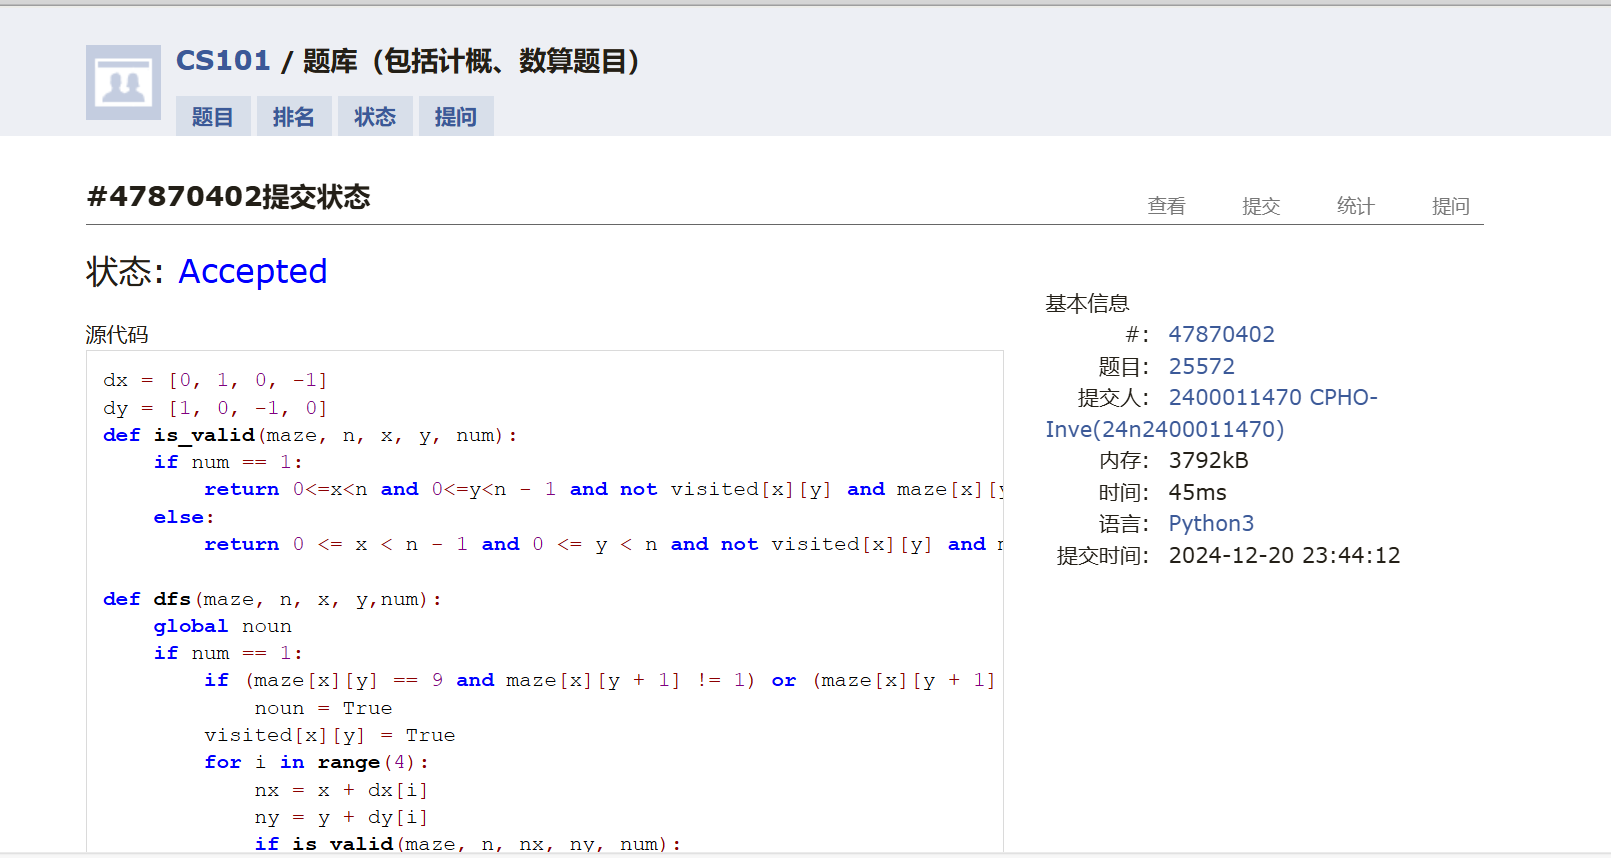 CS101 / 题库（包括计概、数算题目）
题目 排名 状态 提问
#47870402提交状态
查看 提交 统计 提问
状态: Accepted
源代码
dx = [0, 1, 0, -1]
dy = [1, 0, -1, 0]
def is_valid(maze, n, x, y, num):
    if num == 1:
        return 0<=x<n and 0<=y<n - 1 and not visited[x][y] and maze[x][y
    else:
        return 0 <= x < n - 1 and 0 <= y < n and not visited[x][y] and
def dfs(maze, n, x, y,num):
    global noun
    if num == 1:
        if (maze[x][y] == 9 and maze[x][y + 1] != 1) or (maze[x][y + 1]
            noun = True
        visited[x][y] = True
        for i in range(4):
            nx = x + dx[i]
            ny = y + dy[i]
            if is_valid(maze, n, nx, ny, num):
基本信息
#: 47870402
题目: 25572
提交人: 2400011470 CPHO-
Inve(24n2400011470)
内存: 3792kB
时间: 45ms
语言: Python3
提交时间: 2024-12-20 23:44:12